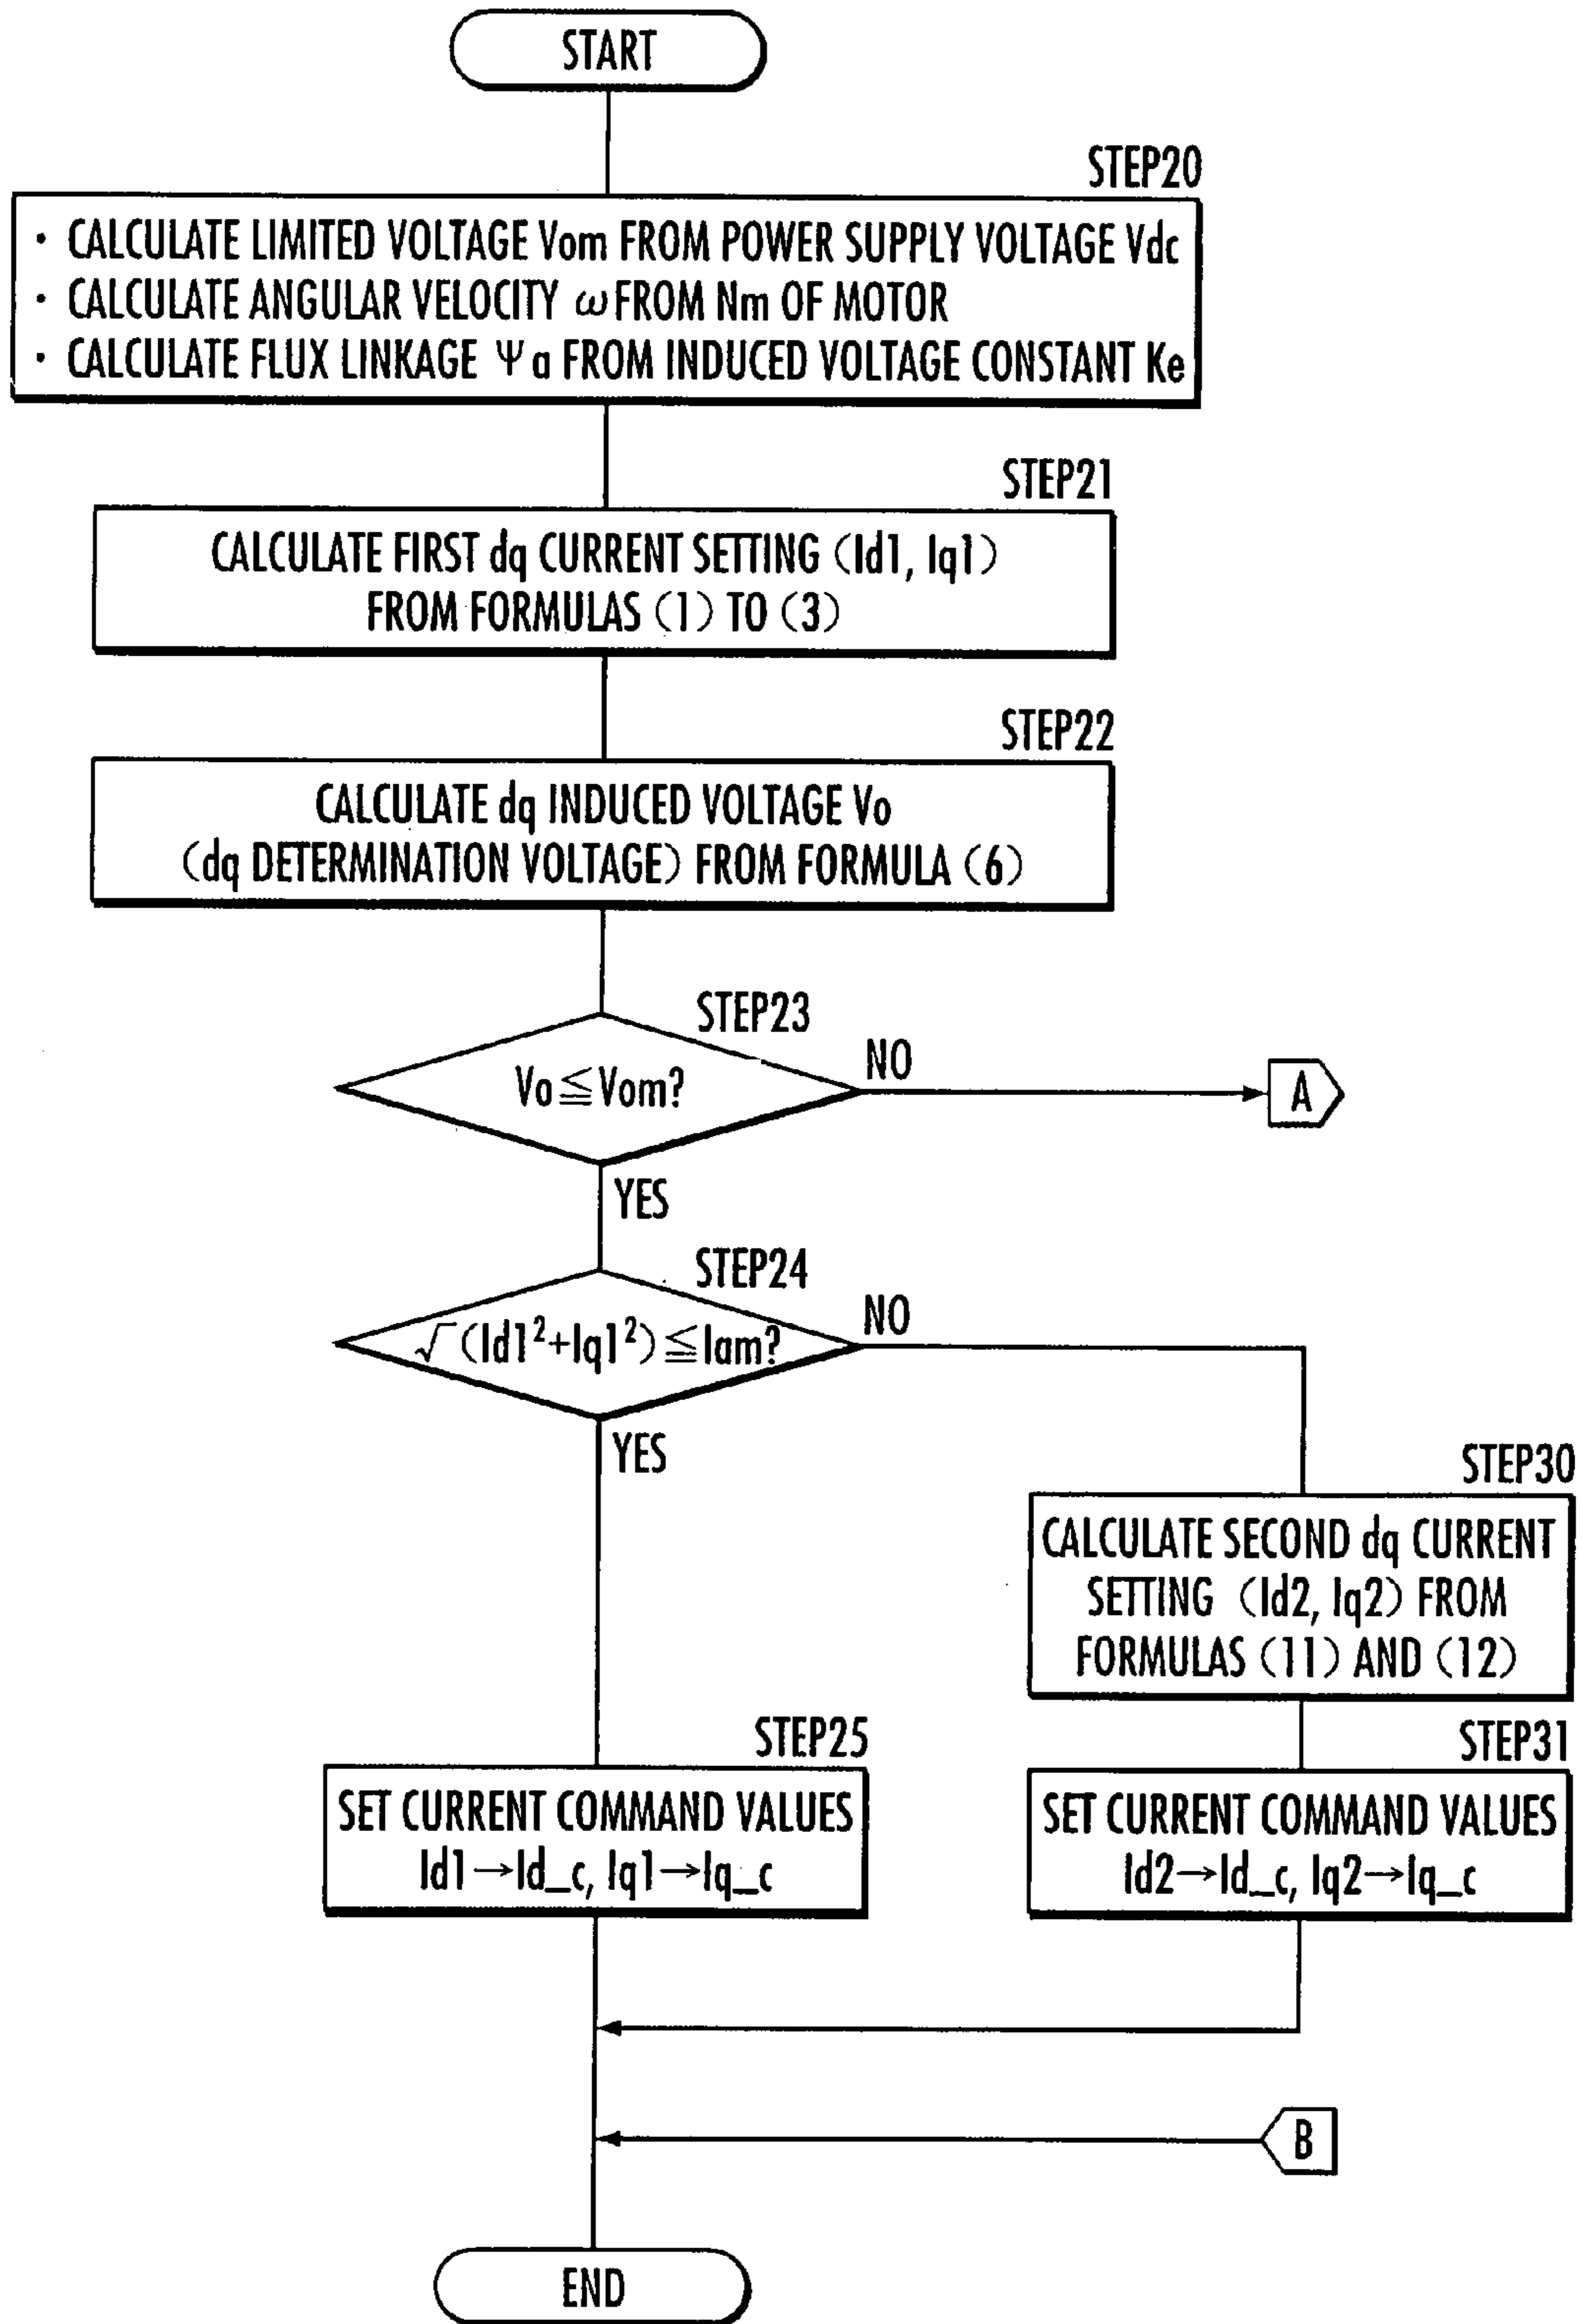 START
STEP20
· CALCULATE LIMITED VOLTAGE Vom FROM POWER SUPPLY VOLTAGE Vdc
· CALCULATE ANGULAR VELOCITY ω FROM Nm OF MOTOR
· CALCULATE FLUX LINKAGE Ψa FROM INDUCED VOLTAGE CONSTANT Ke
STEP21
CALCULATE FIRST dq CURRENT SETTING (Id1, Iq1)
FROM FORMULAS (1) TO (3)
STEP22
CALCULATE dq INDUCED VOLTAGE Vo
(dq DETERMINATION VOLTAGE) FROM FORMULA (6)
STEP23
Vo≦Vom?
NO
A
YES
STEP24
√(Id1²+Iq1²)≦Iam?
NO
YES
STEP30
CALCULATE SECOND dq CURRENT
SETTING (Id2, Iq2) FROM
FORMULAS (11) AND (12)
STEP25
SET CURRENT COMMAND VALUES
Id1→Id_c, Iq1→Iq_c
STEP31
SET CURRENT COMMAND VALUES
Id2→Id_c, Iq2→Iq_c
B
END